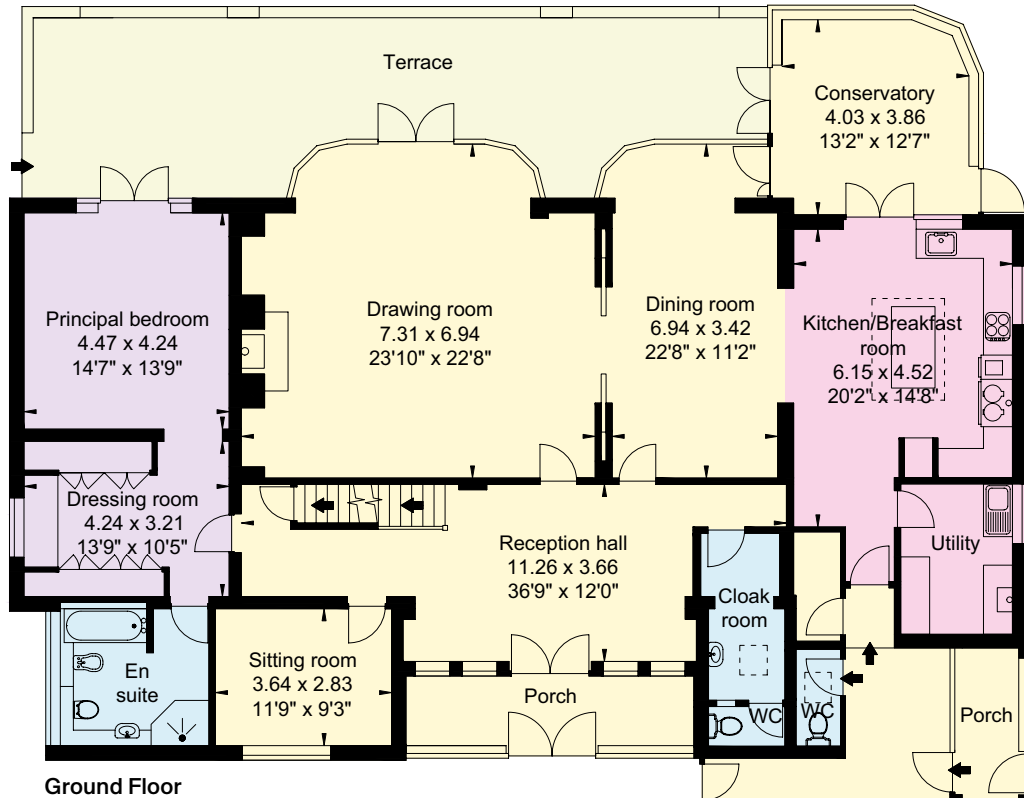 Terrace
Conservatory
4.03 x 3.86
13'2" x 12'7"
Principal bedroom
4.47 x 4.24
14'7" x 13'9"
Drawing room
7.31 x 6.94
23'10" x 22'8"
Dining room
6.94 x 3.42
22'8" x 11'2"
Kitchen/Breakfast
room
6.15 x 4.52
20'2" x 14'8"
Dressing room
4.24 x 3.21
13'9" x 10'5"
Reception hall
11.26 x 3.66
36'9" x 12'0"
Utility
Cloak
room
En
suite
Sitting room
3.64 x 2.83
11'9" x 9'3"
Porch
WC
WC
Porch
Ground Floor